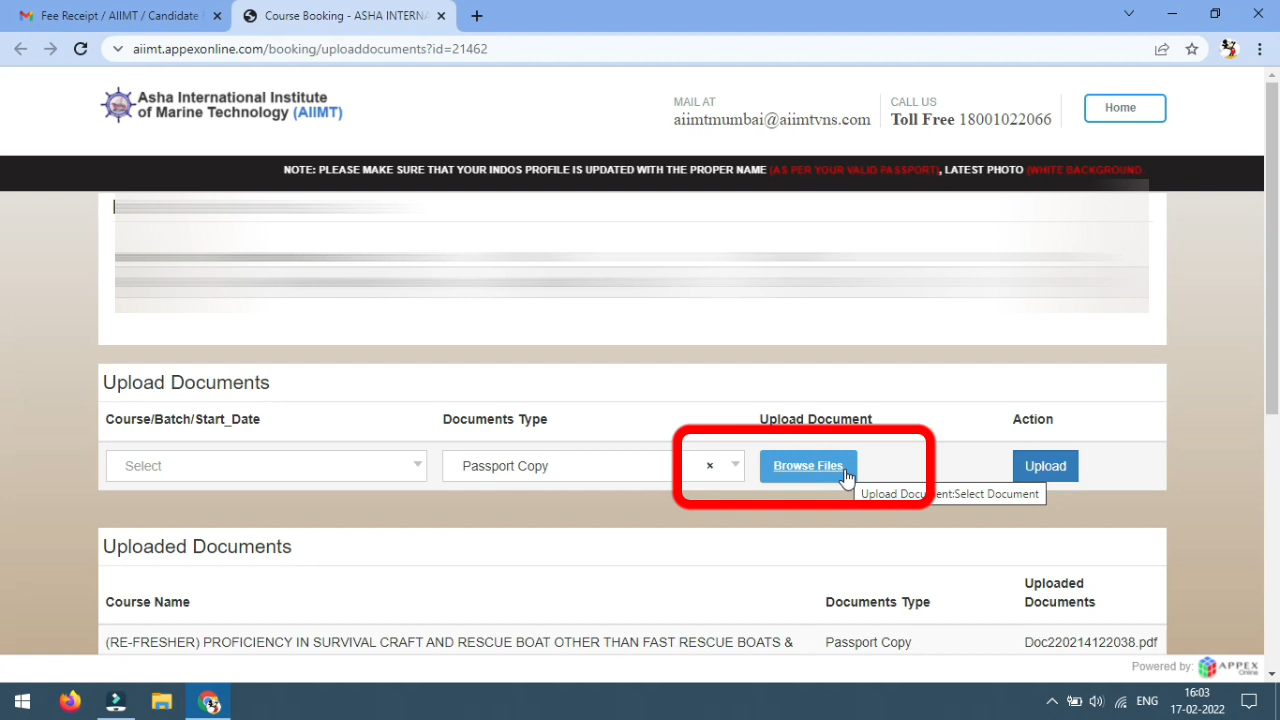 Fee Receipt / AIIMT / Candidate
Course Booking - ASHA INTERNA
aiimt.appexonline.com/booking/uploaddocuments?id=21462
Asha International Institute
of Marine Technology (AIIMT)
MAIL AT
aiimtmumbai@aiimtvns.com
CALL US
Toll Free 18001022066
Home
NOTE: PLEASE MAKE SURE THAT YOUR INDOS PROFILE IS UPDATED WITH THE PROPER NAME (AS PER YOUR VALID PASSPORT), LATEST PHOTO (WHITE BACKGROUND
Upload Documents
Course/Batch/Start_Date Documents Type Upload Document Action
Select Passport Copy × Browse Files Upload
Upload Document:Select Document
Uploaded Documents
Course Name Documents Type Uploaded
Documents
(RE-FRESHER) PROFICIENCY IN SURVIVAL CRAFT AND RESCUE BOAT OTHER THAN FAST RESCUE BOATS & Passport Copy Doc220214122038.pdf
Powered by: APPEX
Online
ENG
16:03
17-02-2022